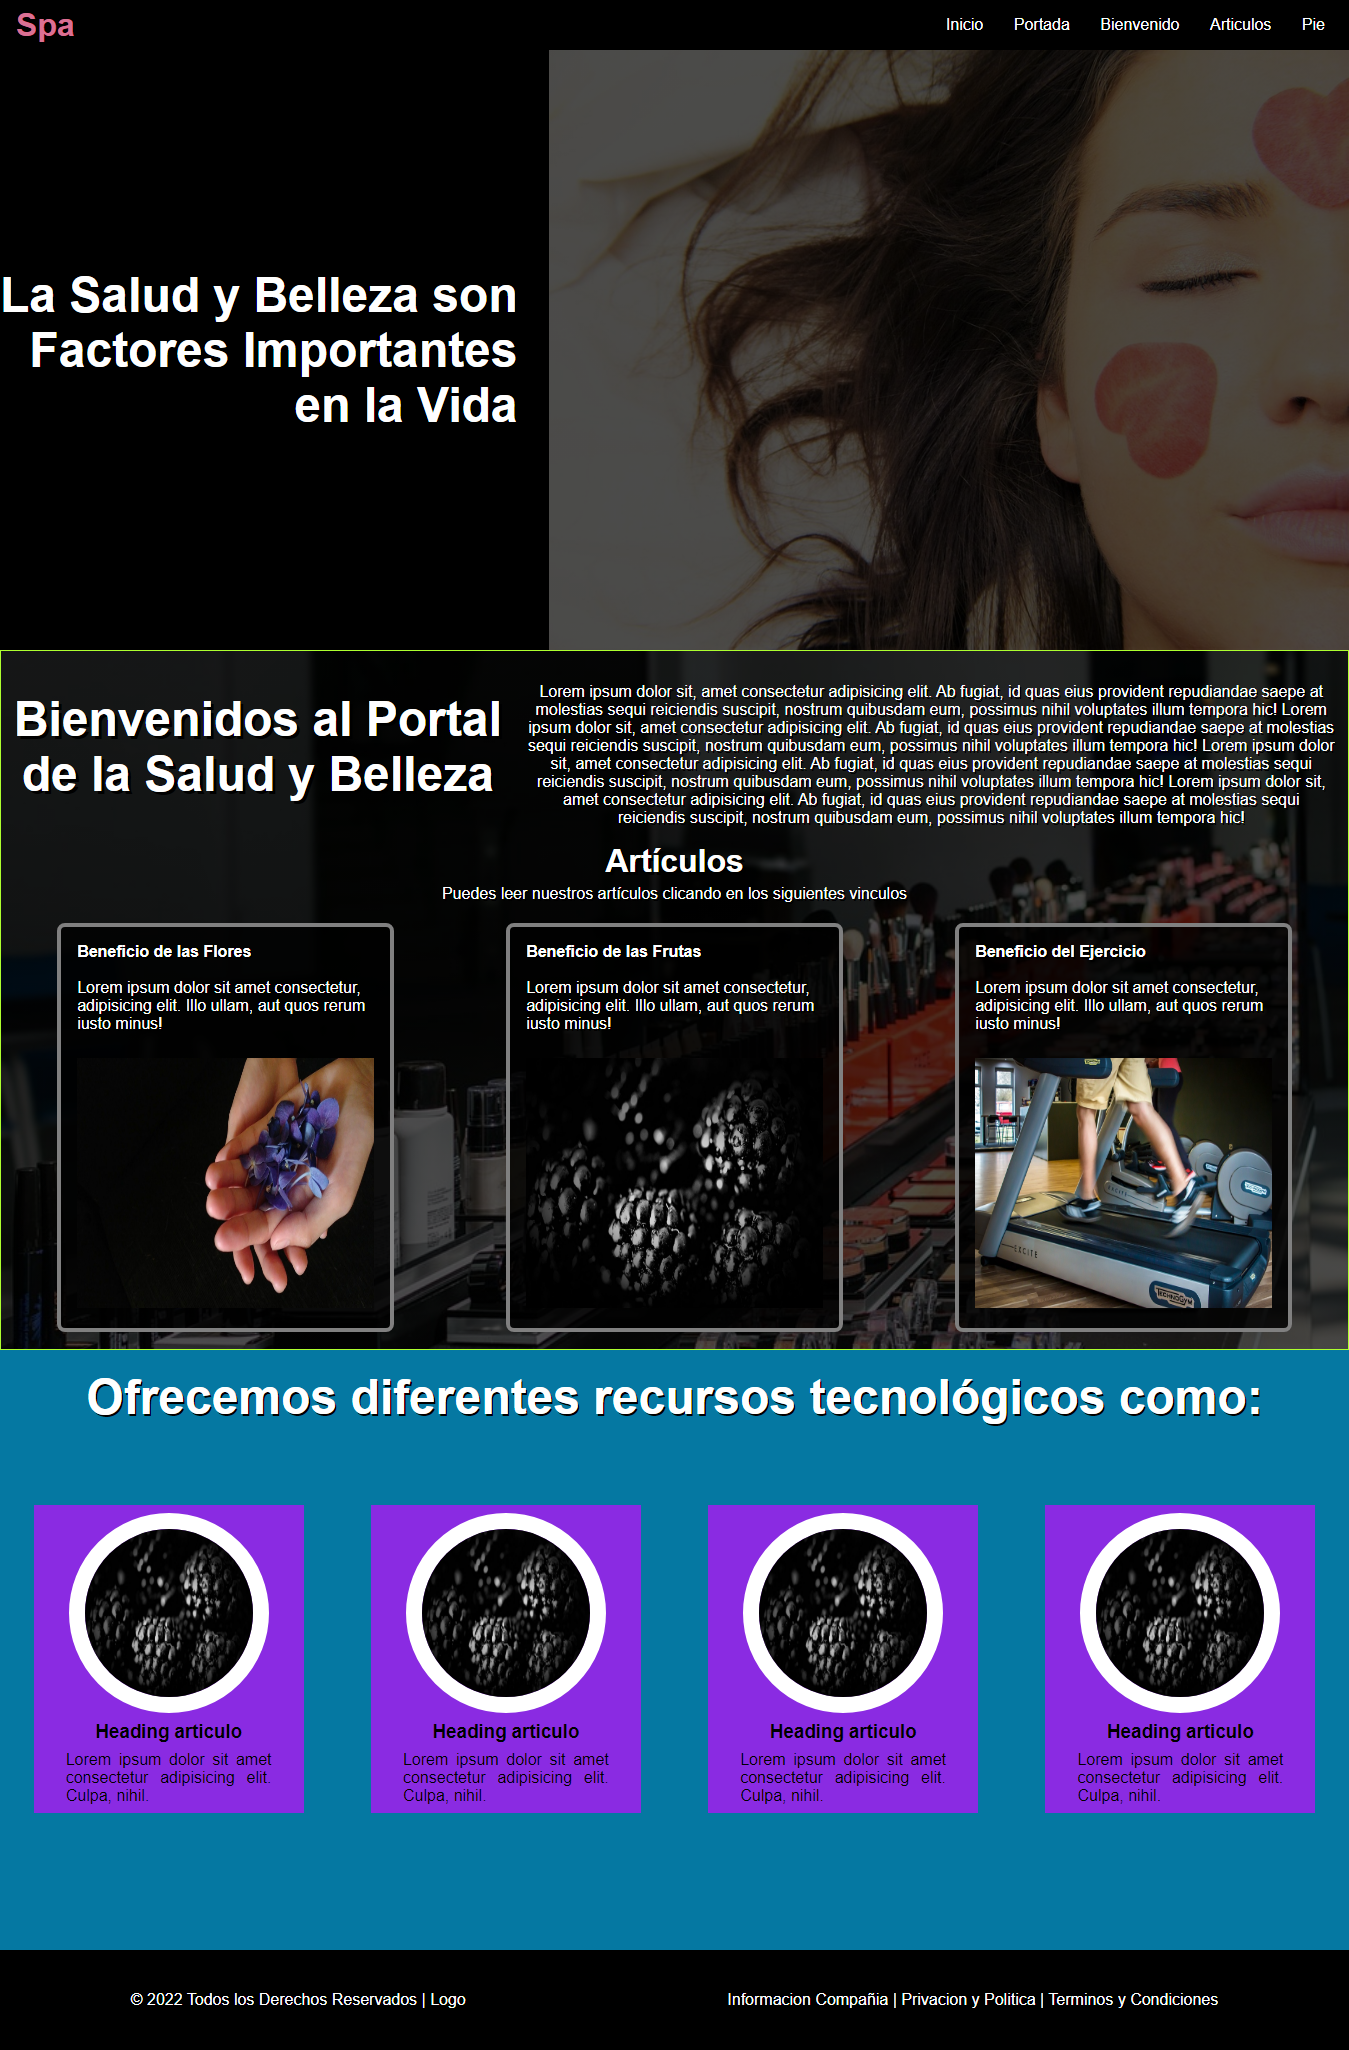 Spa
Inicio Portada Bienvenido Articulos Pie
La Salud y Belleza son
Factores Importantes
en la Vida
Bienvenidos al Portal
de la Salud y Belleza
Lorem ipsum dolor sit, amet consectetur adipisicing elit. Ab fugiat, id quas eius provident repudiandae saepe at
molestias sequi reiciendis suscipit, nostrum quibusdam eum, possimus nihil voluptates illum tempora hic! Lorem
ipsum dolor sit, amet consectetur adipisicing elit. Ab fugiat, id quas eius provident repudiandae saepe at molestias
sequi reiciendis suscipit, nostrum quibusdam eum, possimus nihil voluptates illum tempora hic! Lorem ipsum dolor
sit, amet consectetur adipisicing elit. Ab fugiat, id quas eius provident repudiandae saepe at molestias sequi
reiciendis suscipit, nostrum quibusdam eum, possimus nihil voluptates illum tempora hic! Lorem ipsum dolor sit,
amet consectetur adipisicing elit. Ab fugiat, id quas eius provident repudiandae saepe at molestias sequi
reiciendis suscipit, nostrum quibusdam eum, possimus nihil voluptates illum tempora hic!
Artículos
Puedes leer nuestros artículos clicando en los siguientes vinculos
Beneficio de las Flores
Lorem ipsum dolor sit amet consectetur,
adipisicing elit. Illo ullam, aut quos rerum
iusto minus!
Beneficio de las Frutas
Lorem ipsum dolor sit amet consectetur,
adipisicing elit. Illo ullam, aut quos rerum
iusto minus!
Beneficio del Ejercicio
Lorem ipsum dolor sit amet consectetur,
adipisicing elit. Illo ullam, aut quos rerum
iusto minus!
EXCITE
TECHNOGYM
Ofrecemos diferentes recursos tecnológicos como:
Heading articulo
Lorem ipsum dolor sit amet
consectetur adipisicing elit.
Culpa, nihil.
Heading articulo
Lorem ipsum dolor sit amet
consectetur adipisicing elit.
Culpa, nihil.
Heading articulo
Lorem ipsum dolor sit amet
consectetur adipisicing elit.
Culpa, nihil.
Heading articulo
Lorem ipsum dolor sit amet
consectetur adipisicing elit.
Culpa, nihil.
© 2022 Todos los Derechos Reservados | Logo
Informacion Compañia | Privacion y Politica | Terminos y Condiciones